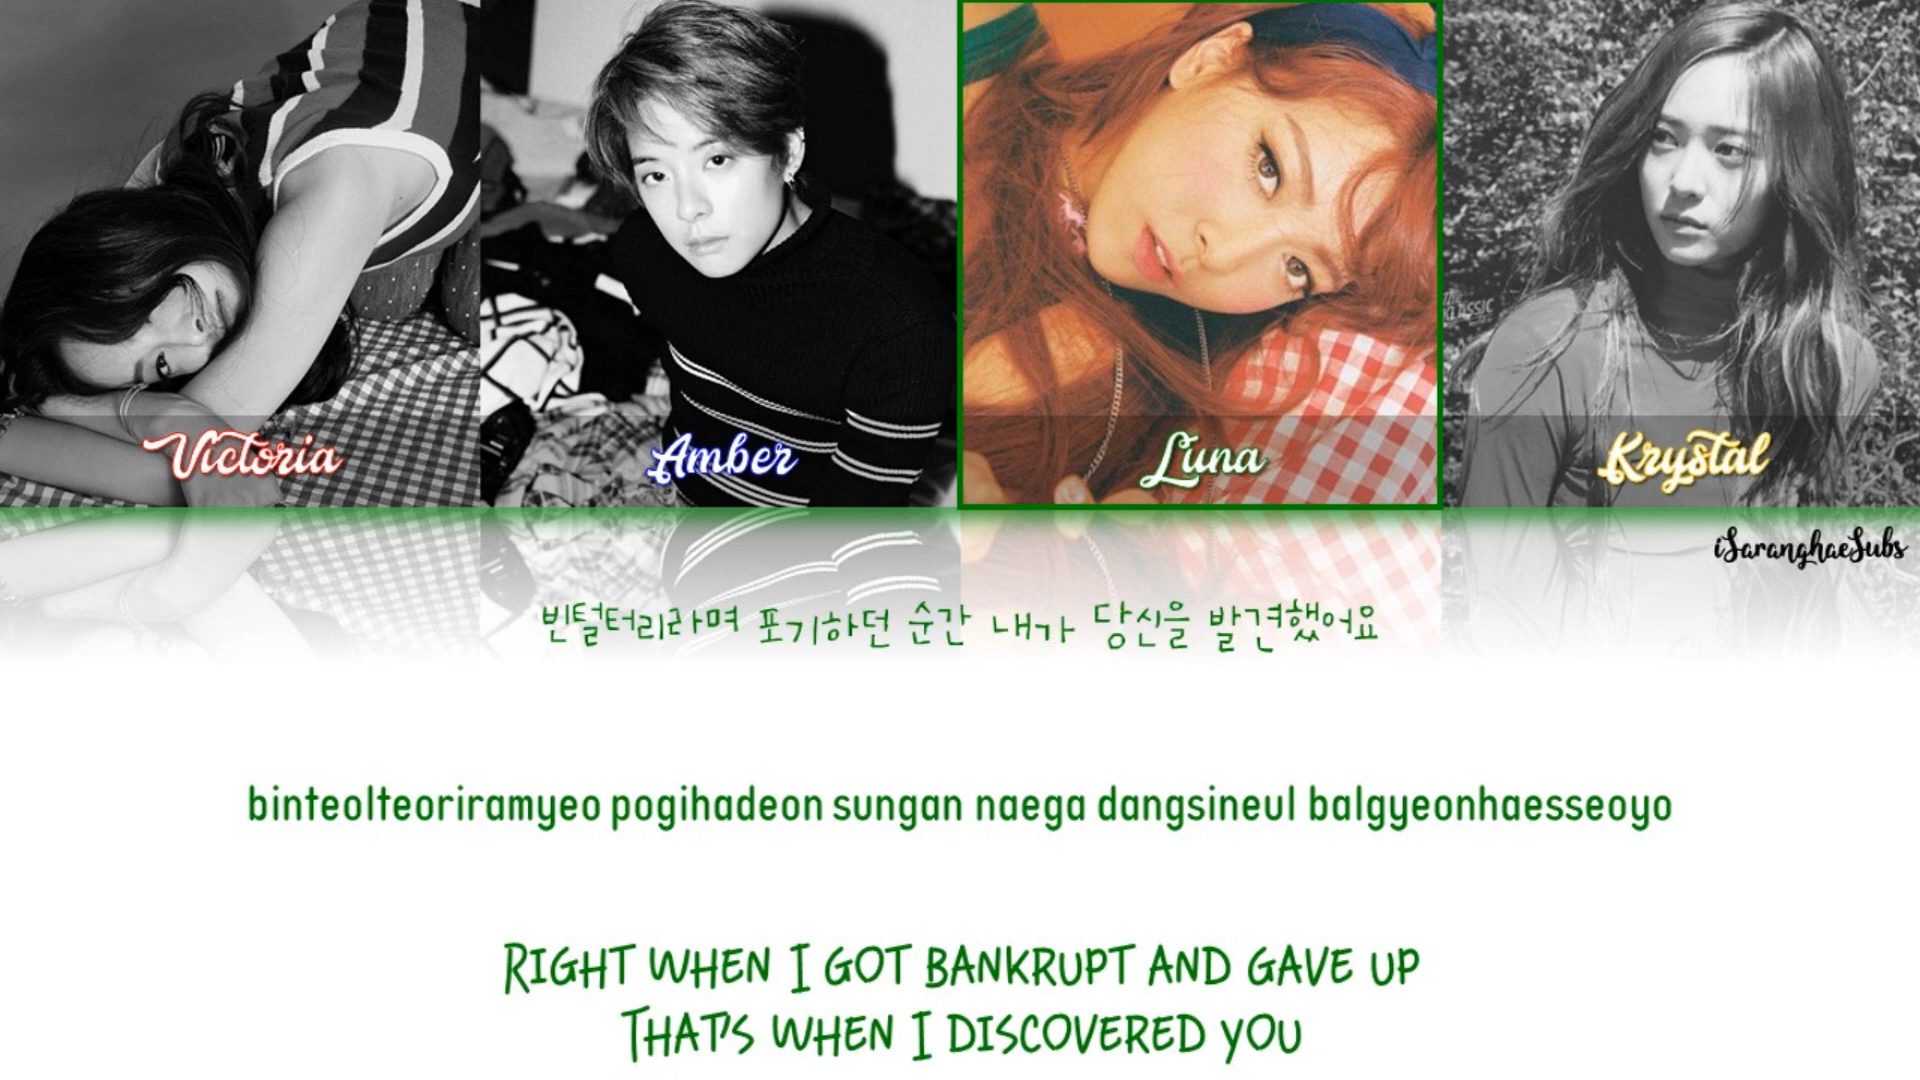 Victoria
Amber
Luna
Krystal
iSaranghaeSubs
빈털터리라며 포기하던 순간 내가 당신을 발견했어요
binteolteoriramyeo pogihadeon sungan naega dangsineul balgyeonhaesseoyo
RIGHT WHEN I GOT BANKRUPT AND GAVE UP
THAT'S WHEN I DISCOVERED YOU